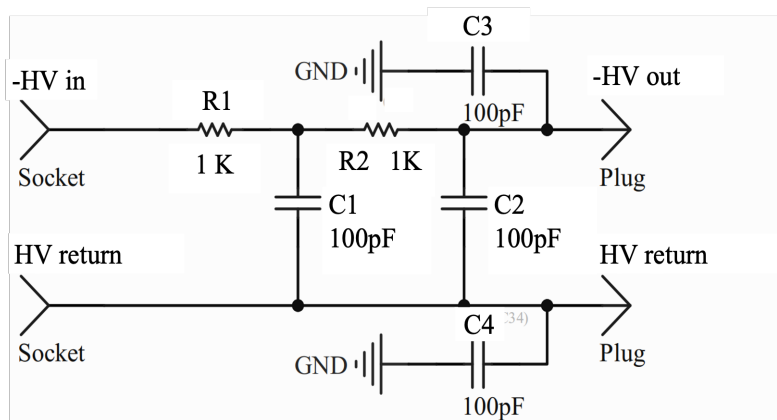 C3
GND
-HV in
-HV out
R1
100pF
1 K
R2 1K
Socket
Plug
C1
100pF
C2
100pF
HV return
HV return
C4
34)
Socket
GND
Plug
100pF